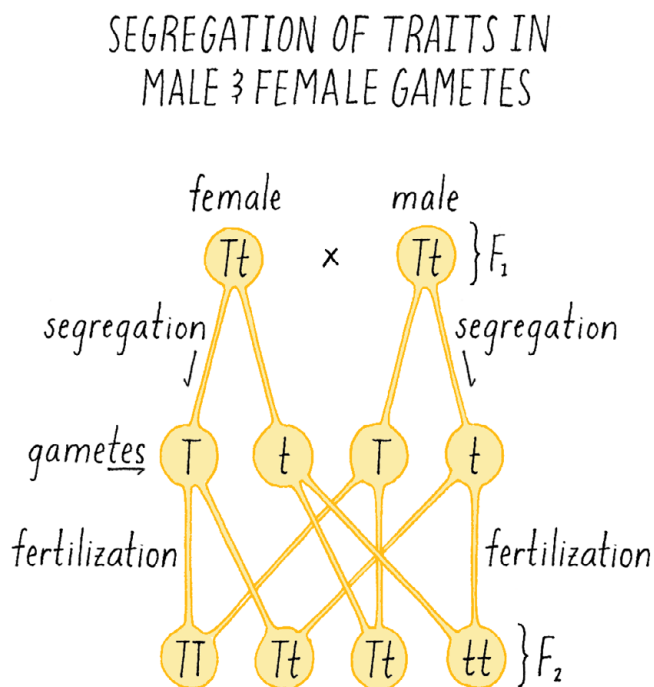 SEGREGATION OF TRAITS IN
MALE & FEMALE GAMETES
female male
Tt x Tt } F₁
segregation segregation
gametes T t T t
fertilization fertilization
TT Tt Tt tt } F₂